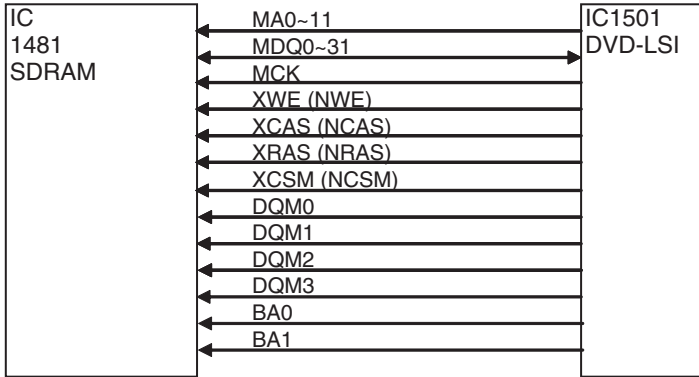 IC
1481
SDRAM
MA0~11
MDQ0~31
MCK
XWE (NWE)
XCAS (NCAS)
XRAS (NRAS)
XCSM (NCSM)
DQM0
DQM1
DQM2
DQM3
BA0
BA1
IC1501
DVD-LSI